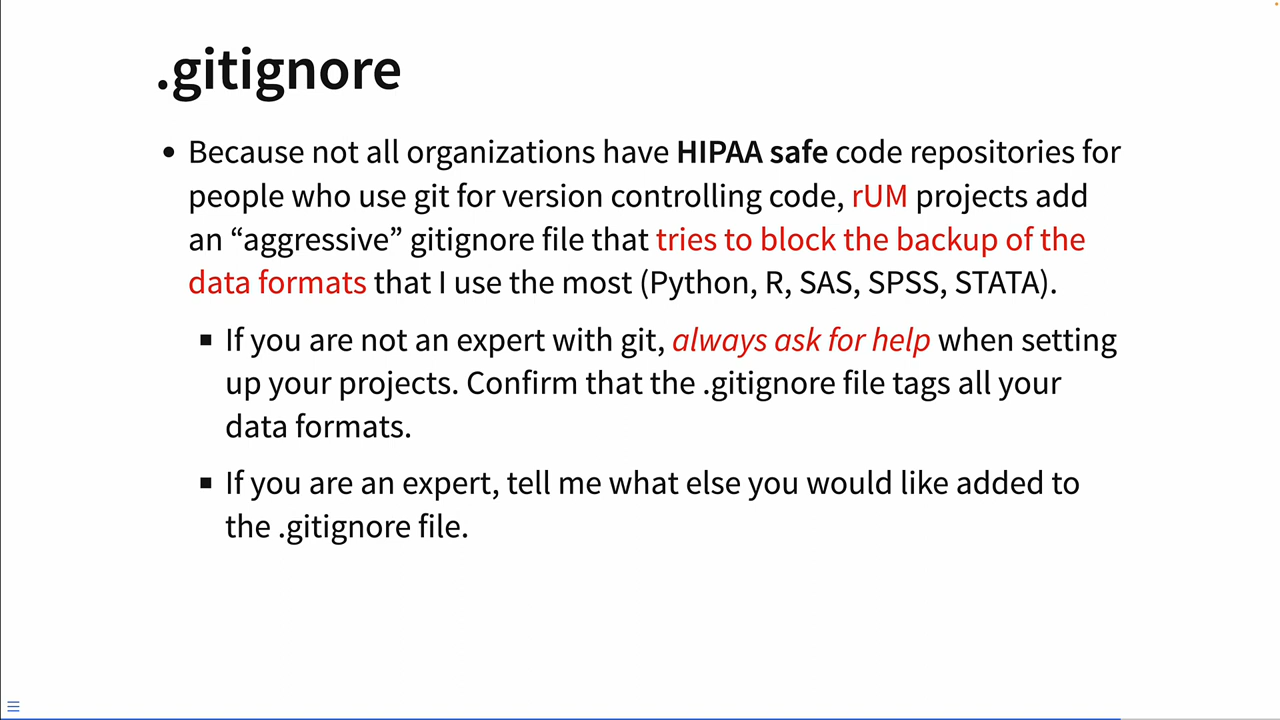 .gitignore
• Because not all organizations have HIPAA safe code repositories for
people who use git for version controlling code, rUM projects add
an “aggressive” gitignore file that tries to block the backup of the
data formats that I use the most (Python, R, SAS, SPSS, STATA).
▪ If you are not an expert with git, always ask for help when setting
up your projects. Confirm that the .gitignore file tags all your
data formats.
▪ If you are an expert, tell me what else you would like added to
the .gitignore file.